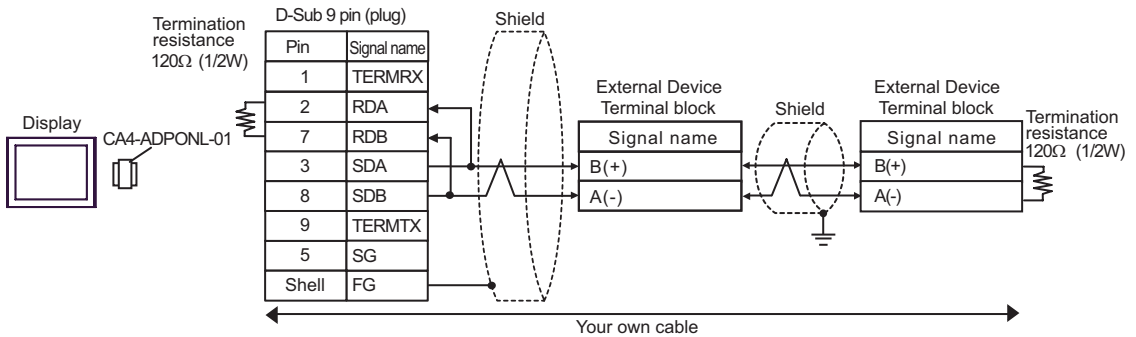 Display
CA4-ADPONL-01
Termination
resistance
120Ω (1/2W)
D-Sub 9 pin (plug)
Pin Signal name
1 TERMRX
2 RDA
7 RDB
3 SDA
8 SDB
9 TERMTX
5 SG
Shell FG
Shield
External Device
Terminal block
Signal name
B(+)
A(-)
Shield
External Device
Terminal block
Signal name
B(+)
A(-)
Termination
resistance
120Ω (1/2W)
Your own cable